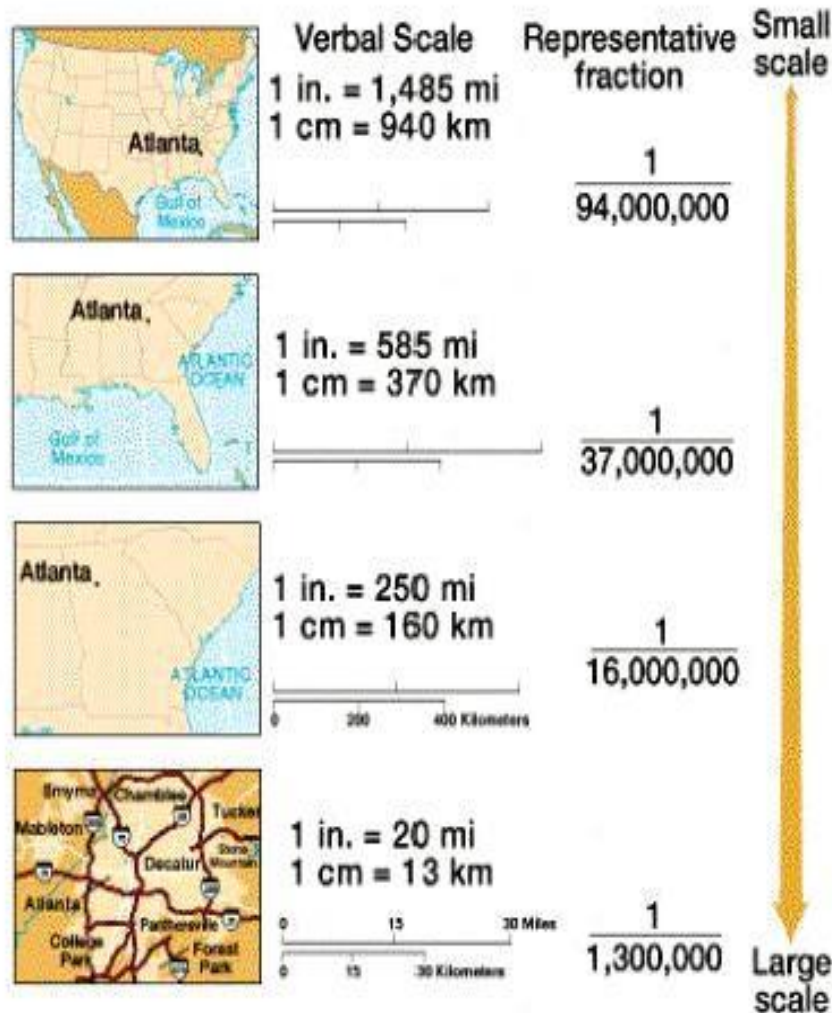 Verbal Scale
Representative
fraction
Small
scale
1 in. = 1,485 mi
1 cm = 940 km
1
94,000,000
Atlanta
Gulf of
Mexico
Atlanta
ATLANTIC
OCEAN
Gulf of
Mexico
1 in. = 585 mi
1 cm = 370 km
1
37,000,000
Atlanta
ATLANTIC
OCEAN
1 in. = 250 mi
1 cm = 160 km
0 200 400 Kilometers
1
16,000,000
Smyrna
Chamblee
Tucker
Mableton
Stone
Mountain
Decatur
Atlanta
Panthersville
College
Park
Forest
Park
1 in. = 20 mi
1 cm = 13 km
0 15 30 Miles
0 15 30 Kilometers
1
1,300,000
Large
scale